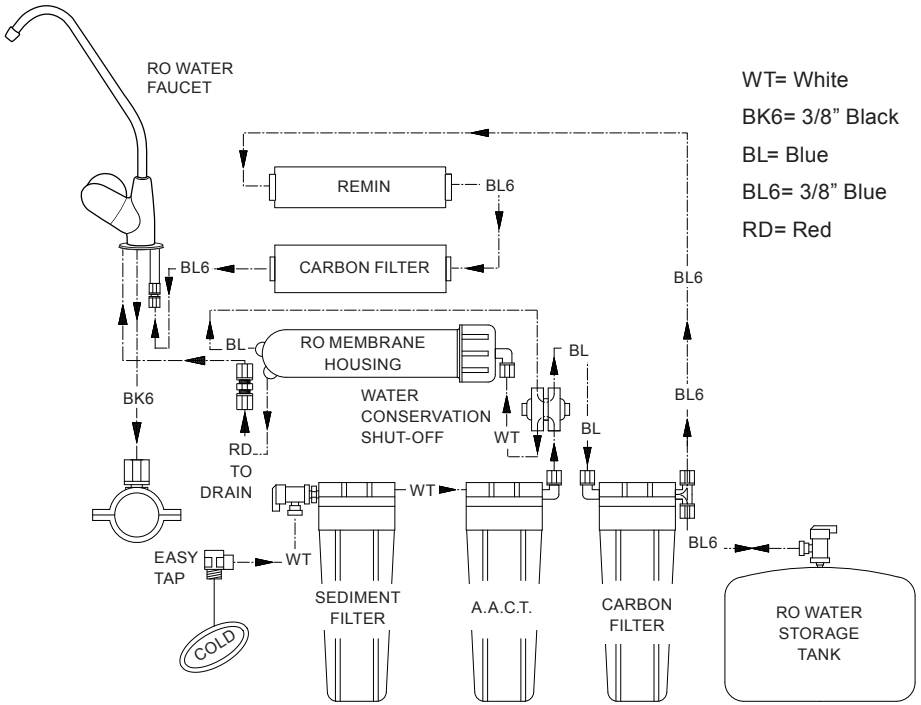 RO WATER
FAUCET
WT= White
BK6= 3/8” Black
BL= Blue
BL6= 3/8” Blue
RD= Red
REMIN
BL6
CARBON FILTER
BL6
BL6
BL
RO MEMBRANE
HOUSING
BL
WATER
CONSERVATION
SHUT-OFF
BK6
BL6
WT
BL
RD
TO
DRAIN
WT
BL6
EASY
TAP
WT
COLD
SEDIMENT
FILTER
A.A.C.T.
CARBON
FILTER
RO WATER
STORAGE
TANK